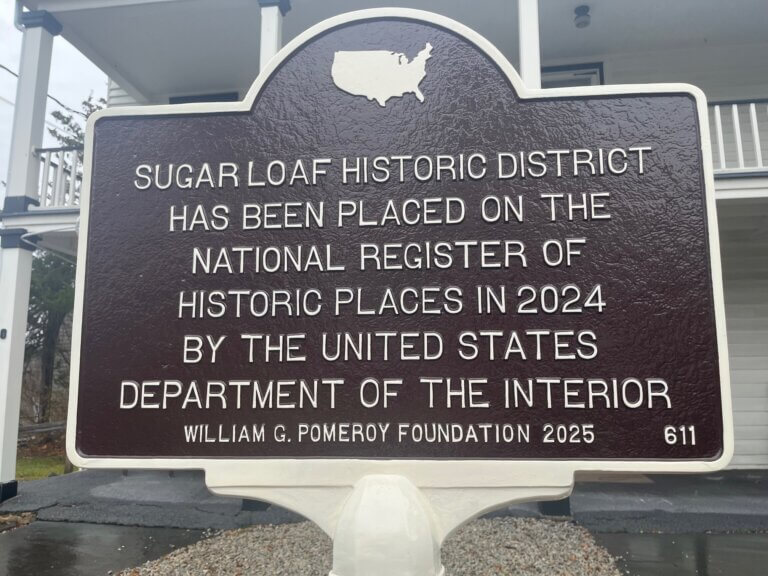 SUGAR LOAF HISTORIC DISTRICT
HAS BEEN PLACED ON THE
NATIONAL REGISTER OF
HISTORIC PLACES IN 2024
BY THE UNITED STATES
DEPARTMENT OF THE INTERIOR
WILLIAM G. POMEROY FOUNDATION 2025 611